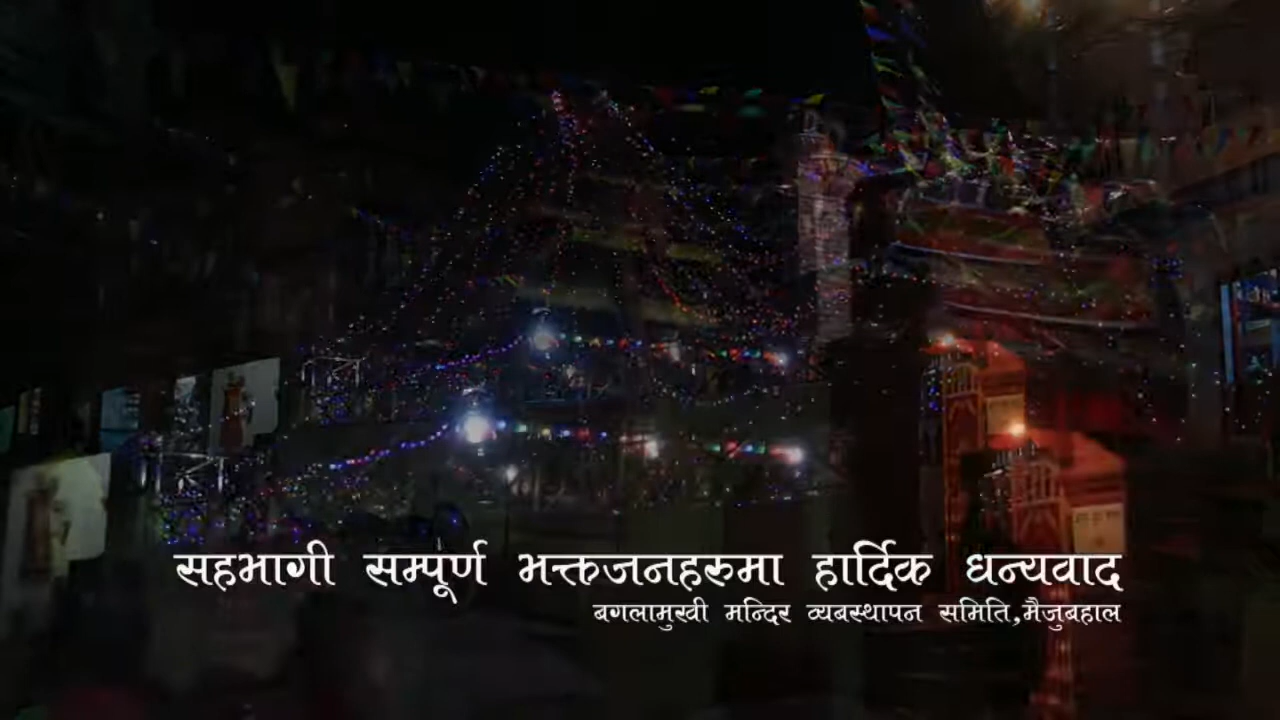 सहभागी सम्पूर्ण भक्तजनहरुमा हार्दिक धन्यवाद
बगलामुखी मन्दिर व्यबस्थापन समिति,मैजुबहाल